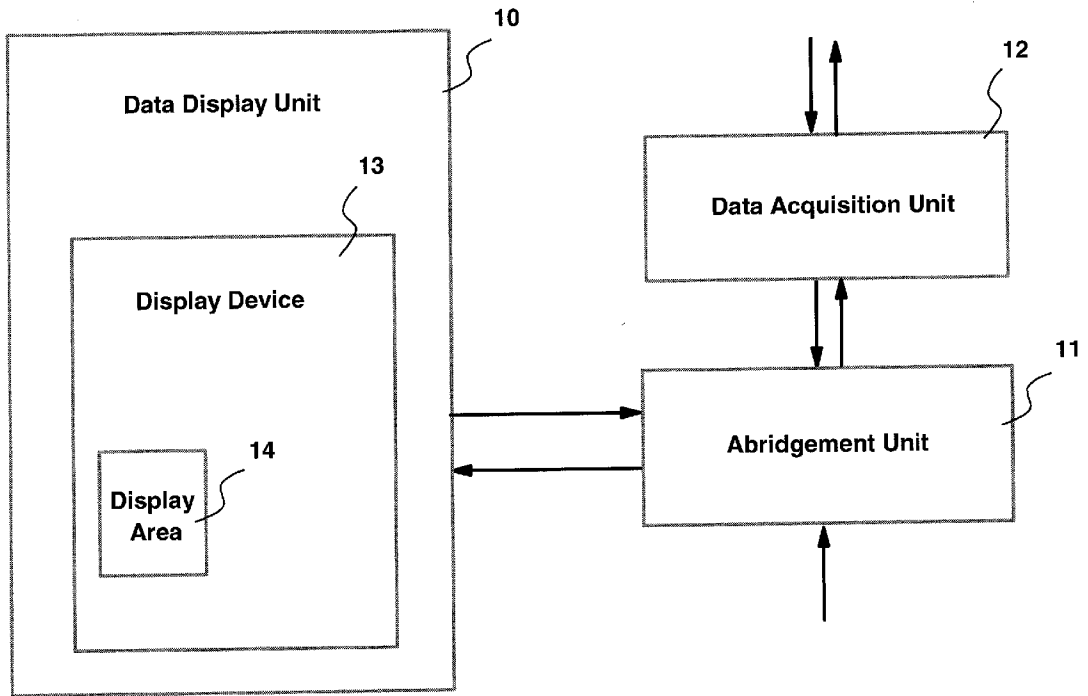 10
Data Display Unit
12
13
Data Acquisition Unit
Display Device
11
Abridgement Unit
14
Display
Area